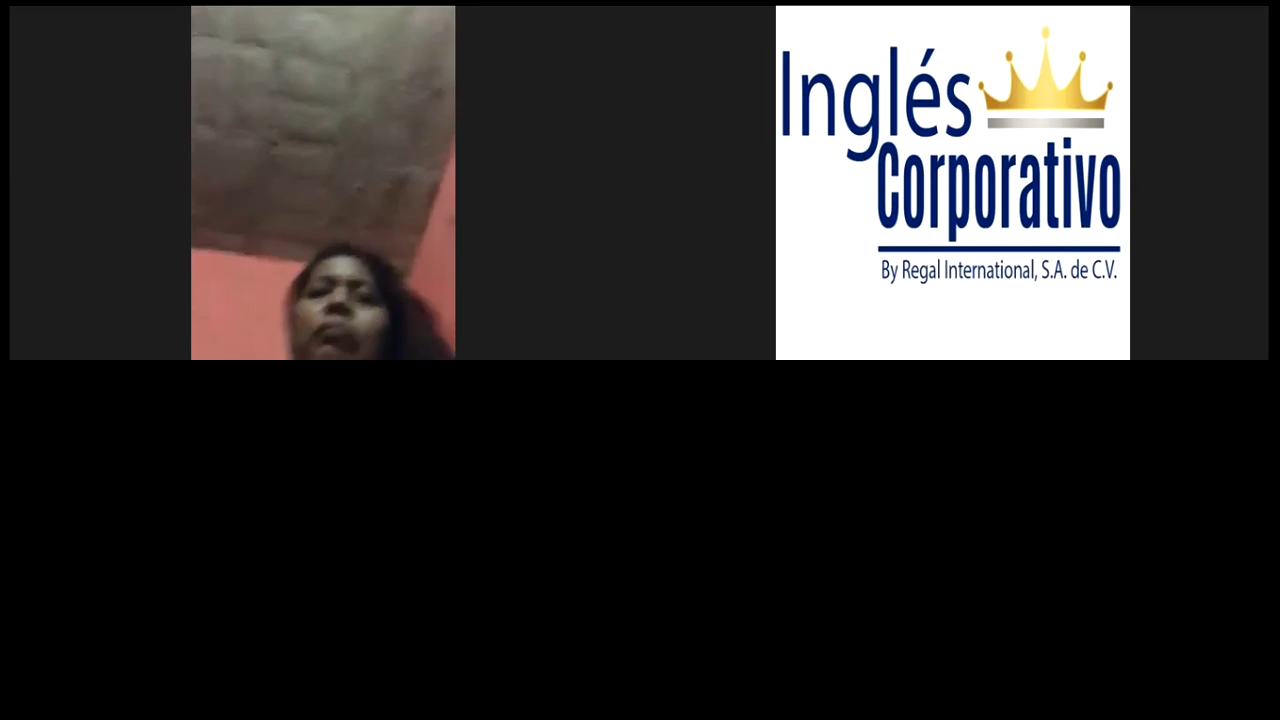 Inglés
Corporativo
By Regal International, S.A. de C.V.